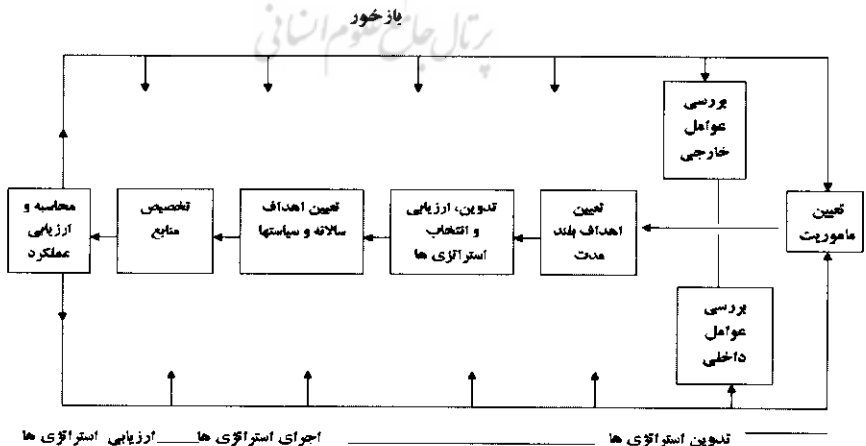 بازخور
پرتال جامع علوم انسانی
بررسی
عوامل
خارجی
تعیین
ماموریت
تعیین
اهداف بلند
مدت
تدوین، ارزیابی
و
انتخاب
استراتژی ها
تعیین اهداف
سالانه و سیاستها
تخصیص
منابع
محاسبه و
ارزیابی
عملکرد
بررسی
عوامل
داخلی
تدوین استراتژی ها
اجرای استراتژی ها
ارزیابی استراتژی ها